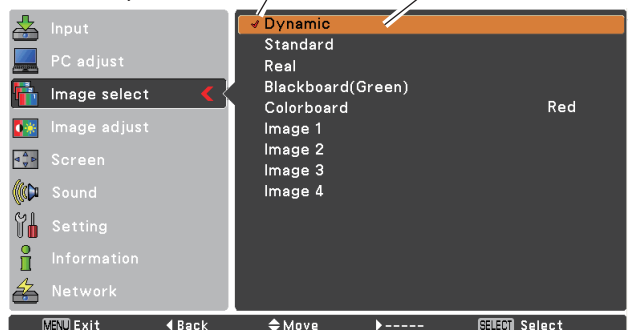 Input
PC adjust
Image select
Image adjust
Screen
Sound
Setting
Information
Network
Dynamic
Standard
Real
Blackboard(Green)
Colorboard Red
Image 1
Image 2
Image 3
Image 4
MENU Exit Back Move ----- SELECT Select